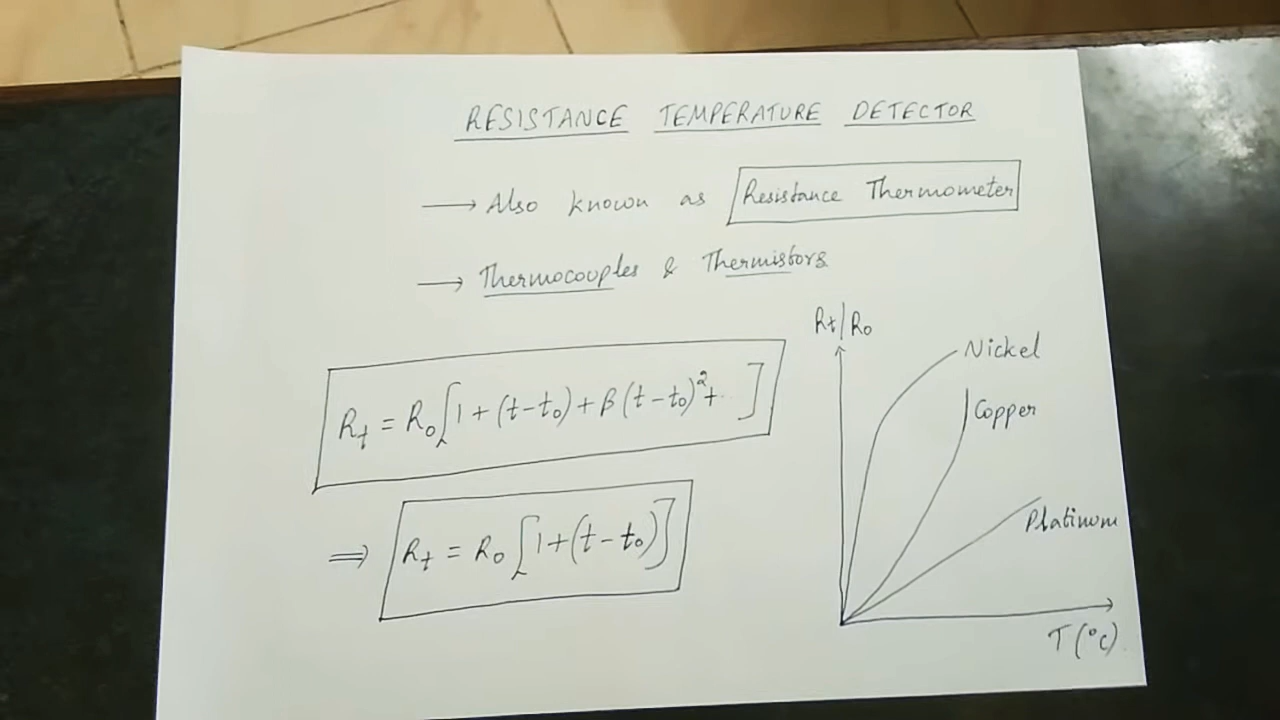 RESISTANCE TEMPERATURE DETECTOR
→ Also known as Resistance Thermometer
→ Thermocouples & Thermistors
Rt = R0[1 + (t-t0) + β (t-t0)²+..]
⇒ Rt = R0 [1+(t-t0)]
Rt/R0
Nickel
Copper
Platinum
T (°c)